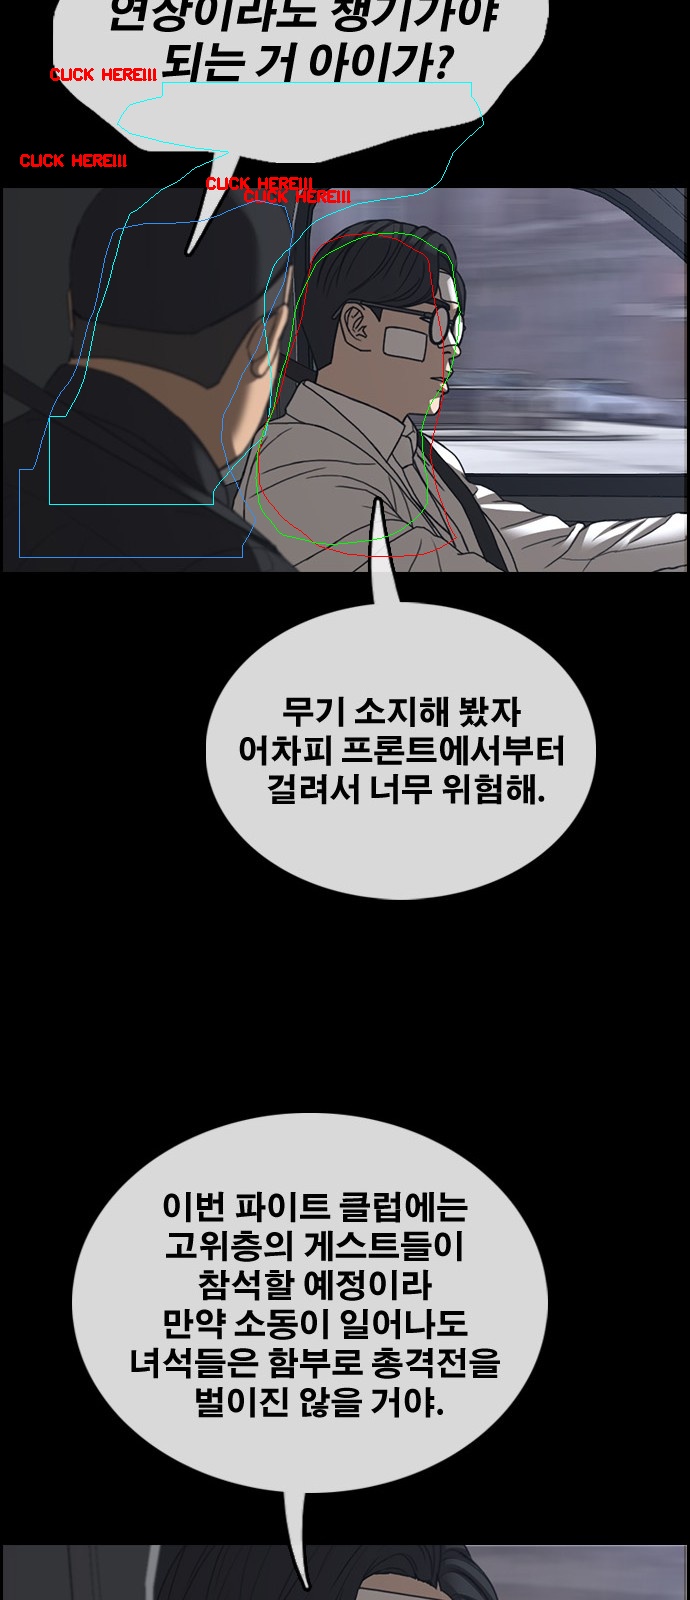 연장이라도 챙기가야
되는 거 아이가?
CLICK HERE!!!
CLICK HERE!!!
CLICK HERE!!!
CLICK HERE!!!
무기 소지해 봤자
어차피 프론트에서부터
걸려서 너무 위험해.
이번 파이트 클럽에는
고위층의 게스트들이
참석할 예정이라
만약 소동이 일어나도
녀석들은 함부로 총격전을
벌이진 않을 거야.